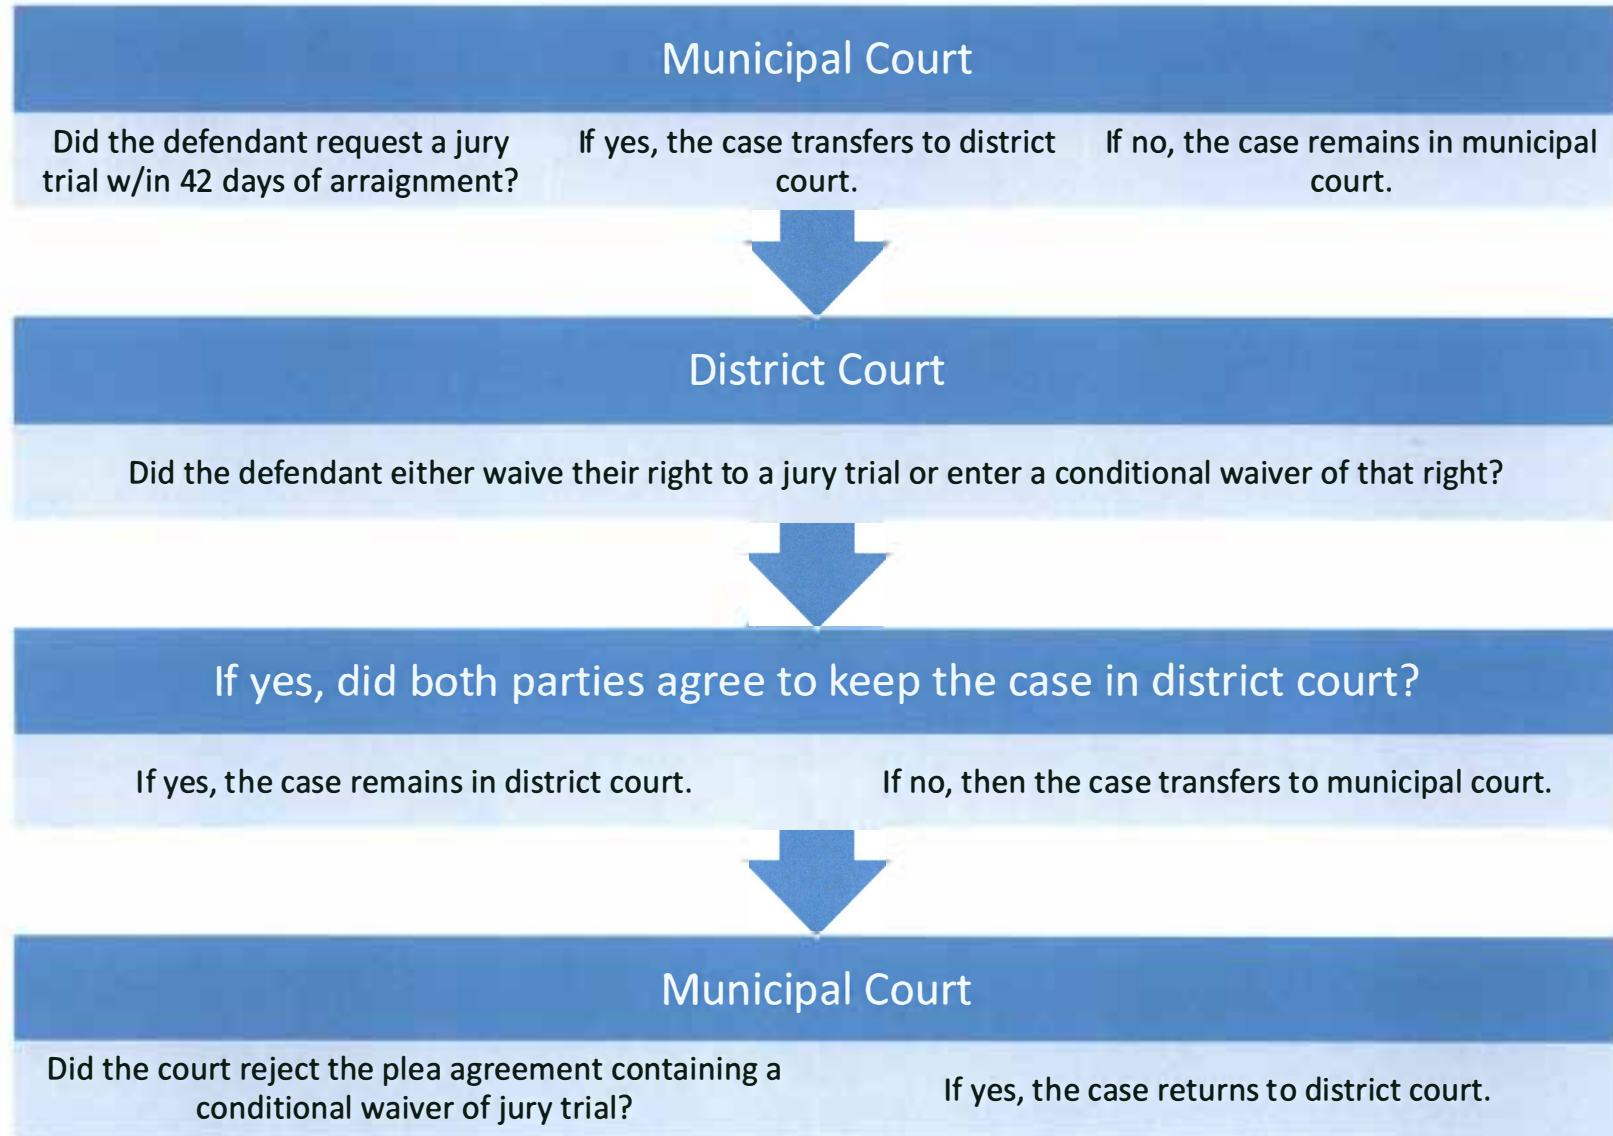 Municipal Court
Did the defendant request a jury
trial w/in 42 days of arraignment?
If yes, the case transfers to district
court.
If no, the case remains in municipal
court.
District Court
Did the defendant either waive their right to a jury trial or enter a conditional waiver of that right?
If yes, did both parties agree to keep the case in district court?
If yes, the case remains in district court.
If no, then the case transfers to municipal court.
Municipal Court
Did the court reject the plea agreement containing a
conditional waiver of jury trial?
If yes, the case returns to district court.